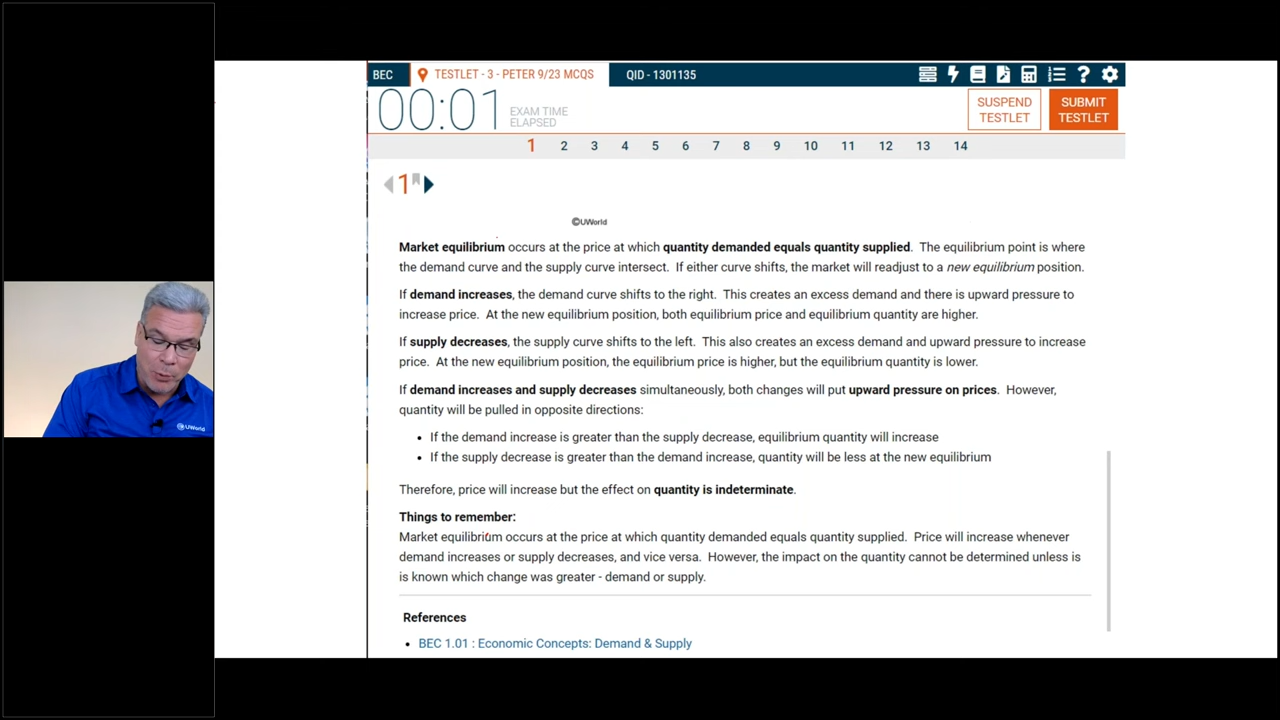 BEC
TESTLET - 3 - PETER 9/23 MCQS
QID - 1301135
00:01
EXAM TIME
ELAPSED
SUSPEND
TESTLET
SUBMIT
TESTLET
1 2 3 4 5 6 7 8 9 10 11 12 13 14
1
©UWorld
Market equilibrium occurs at the price at which quantity demanded equals quantity supplied. The equilibrium point is where
the demand curve and the supply curve intersect. If either curve shifts, the market will readjust to a new equilibrium position.
If demand increases, the demand curve shifts to the right. This creates an excess demand and there is upward pressure to
increase price. At the new equilibrium position, both equilibrium price and equilibrium quantity are higher.
If supply decreases, the supply curve shifts to the left. This also creates an excess demand and upward pressure to increase
price. At the new equilibrium position, the equilibrium price is higher, but the equilibrium quantity is lower.
If demand increases and supply decreases simultaneously, both changes will put upward pressure on prices. However,
quantity will be pulled in opposite directions:
• If the demand increase is greater than the supply decrease, equilibrium quantity will increase
• If the supply decrease is greater than the demand increase, quantity will be less at the new equilibrium
Therefore, price will increase but the effect on quantity is indeterminate.
Things to remember:
Market equilibrium occurs at the price at which quantity demanded equals quantity supplied. Price will increase whenever
demand increases or supply decreases, and vice versa. However, the impact on the quantity cannot be determined unless is
is known which change was greater - demand or supply.
References
• BEC 1.01 : Economic Concepts: Demand & Supply
UWorld